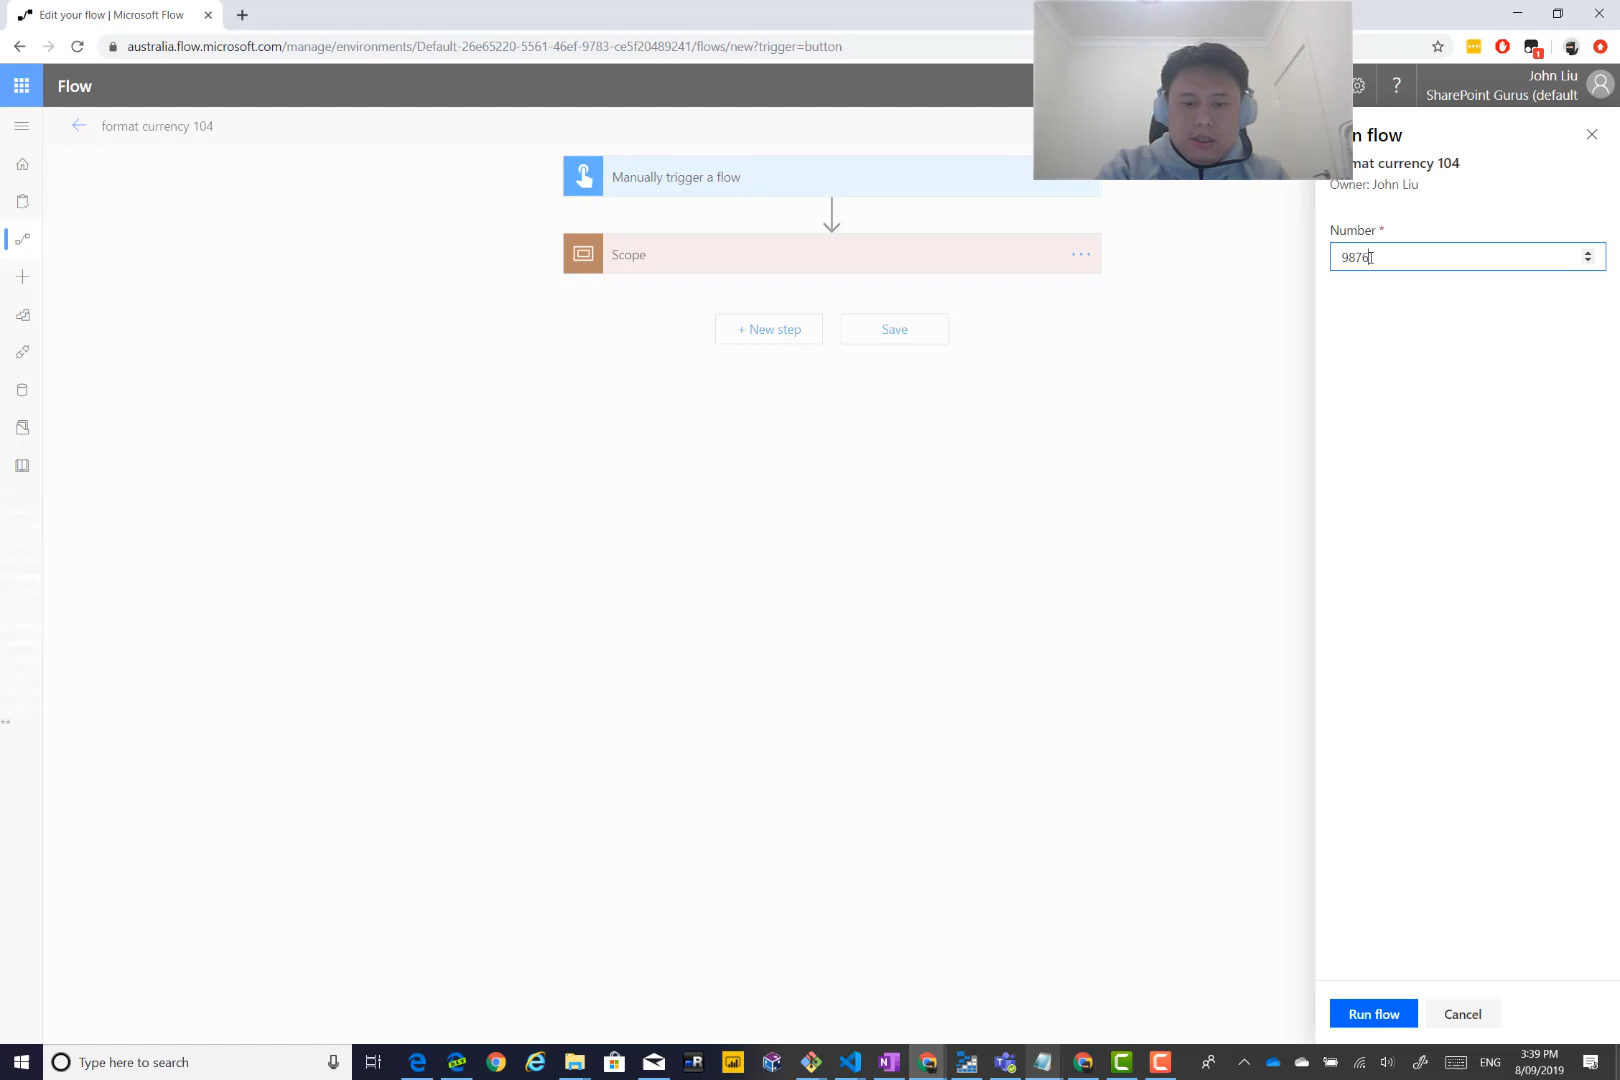 Edit your flow | Microsoft Flow
australia.flow.microsoft.com/manage/environments/Default-26e65220-5561-46ef-9783-ce5f20489241/flows/new?trigger=button
1
Flow
?
John Liu
SharePoint Gurus (default
format currency 104
Manually trigger a flow
Scope
+ New step
Save
n flow
mat currency 104
Owner: John Liu
Number *
9876
Run flow
Cancel
**
Type here to search
ENG
3:39 PM
8/09/2019